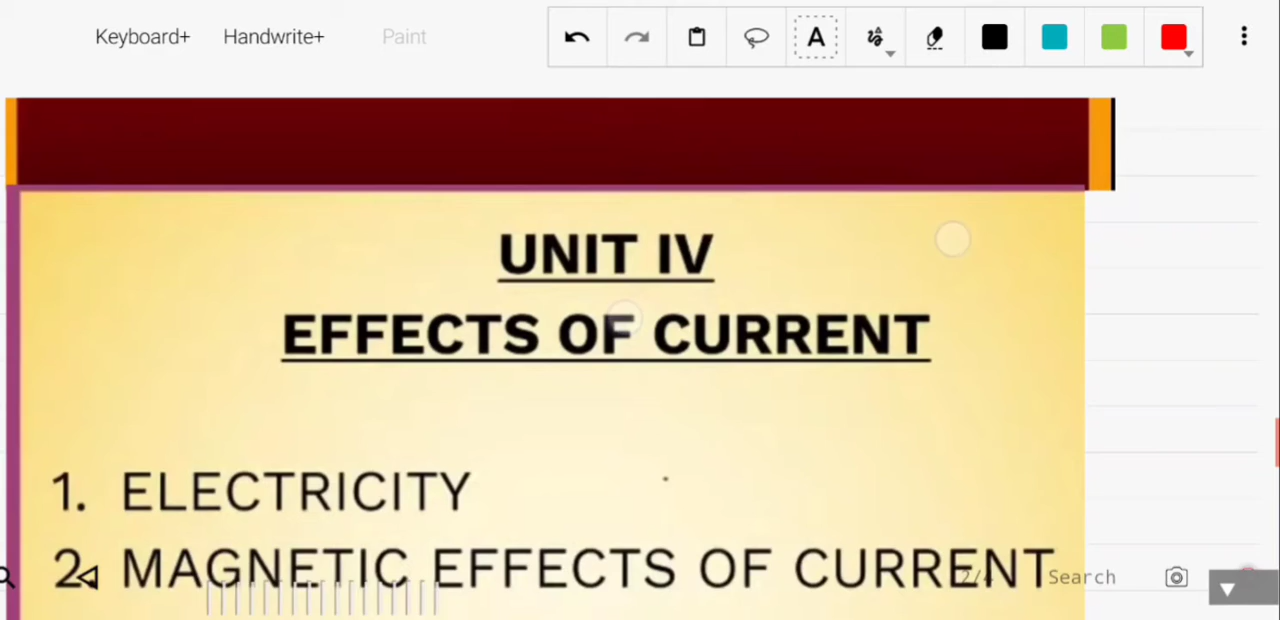 Keyboard+ Handwrite+ Paint A
UNIT IV
EFFECTS OF CURRENT
1. ELECTRICITY
2. MAGNETIC EFFECTS OF CURRENT
Search